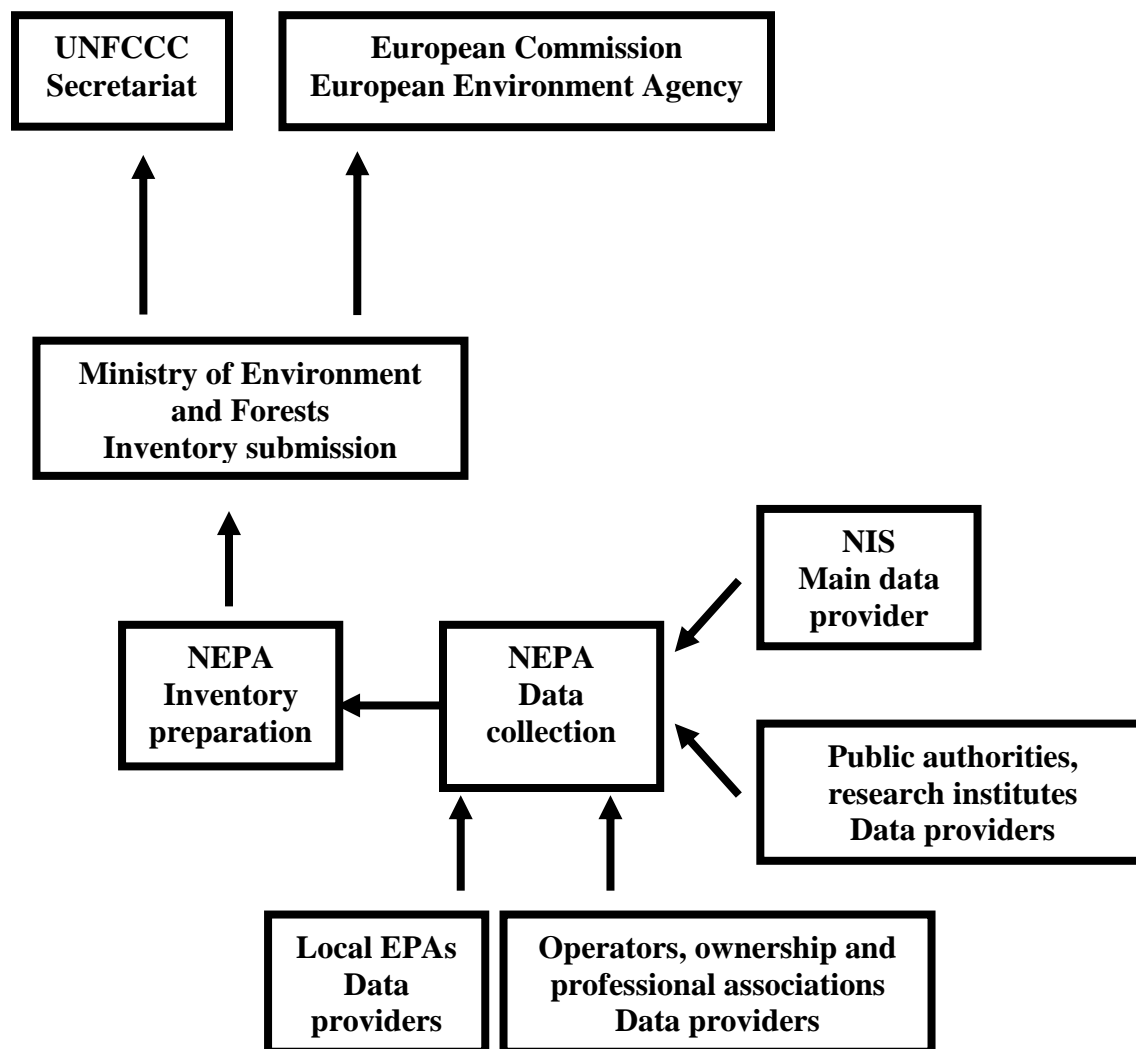 UNFCCC
Secretariat
European Commission
European Environment Agency
Ministry of Environment
and Forests
Inventory submission
NIS
Main data
provider
NEPA
Inventory
preparation
NEPA
Data
collection
Public authorities,
research institutes
Data providers
Local EPAs
Data
providers
Operators, ownership and
professional associations
Data providers